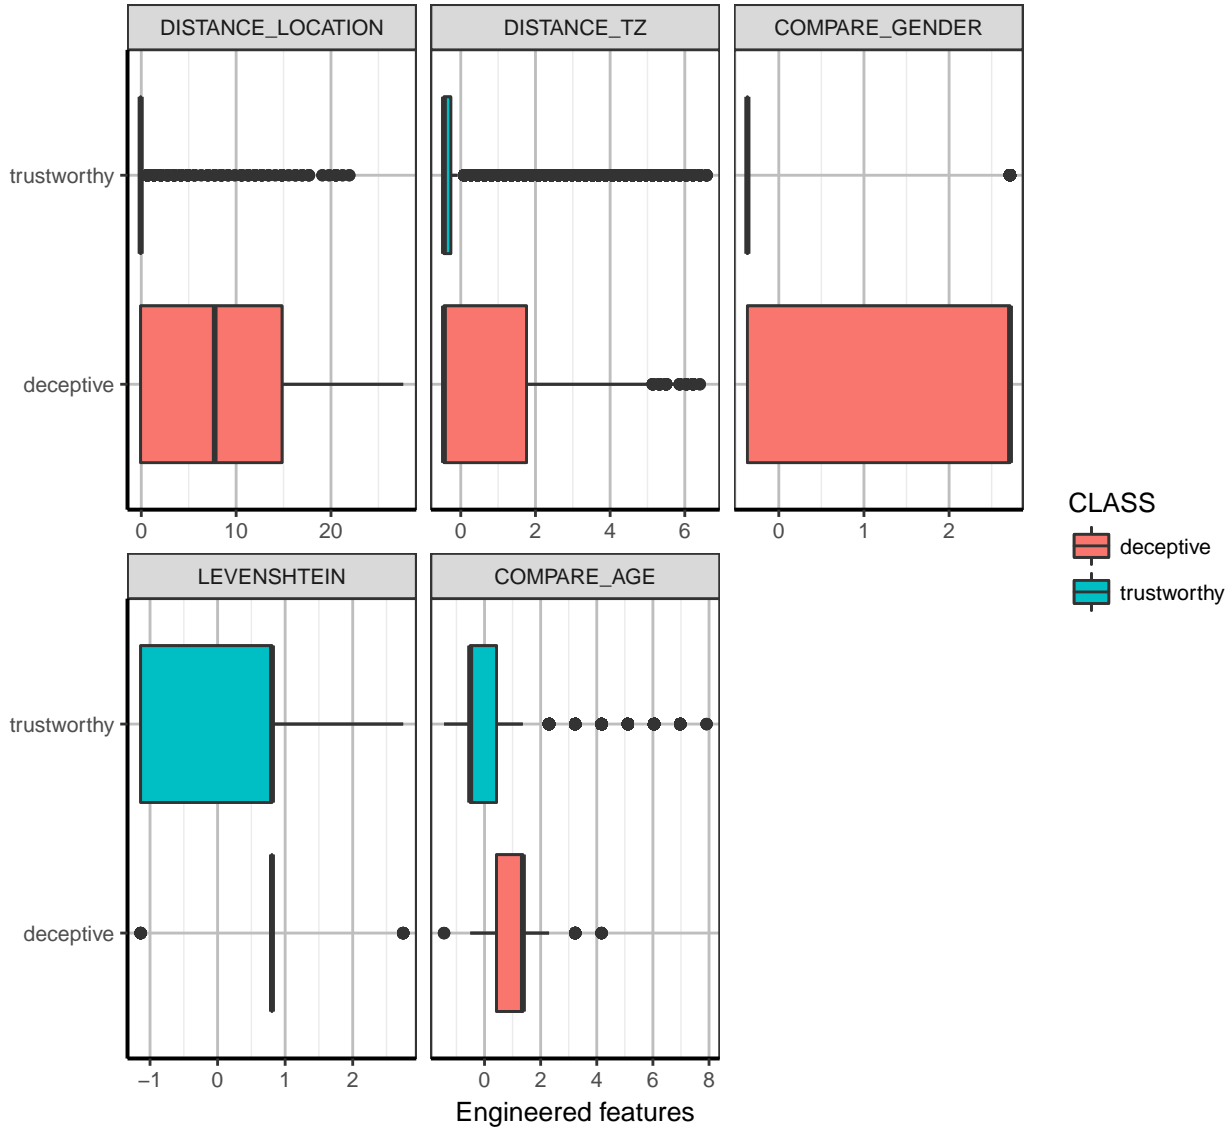 DISTANCE_LOCATION DISTANCE_TZ COMPARE_GENDER
trustworthy
deceptive
0 10 20 0 2 4 6 0 1 2
LEVENSHTEIN COMPARE_AGE
trustworthy
deceptive
−1 0 1 2 0 2 4 6 8
Engineered features
CLASS
deceptive
trustworthy